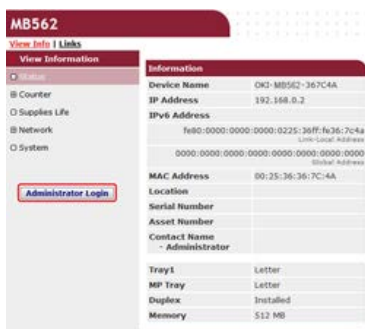 MB562
View Info | Links
View Information
Status
Counter
Supplies Life
Network
System
Administrator Login
Information
Device Name OKI-MB562-367C4A
IP Address 192.168.0.2
IPv6 Address
fe80:0000:0000:0000:0225:36ff:fe36:7c4a
Link-Local Address
0000:0000:0000:0000:0000:0000:0000:0000
Global Address
MAC Address 00:25:36:36:7C:4A
Location
Serial Number
Asset Number
Contact Name
- Administrator
Tray1 Letter
MP Tray Letter
Duplex Installed
Memory 512 MB